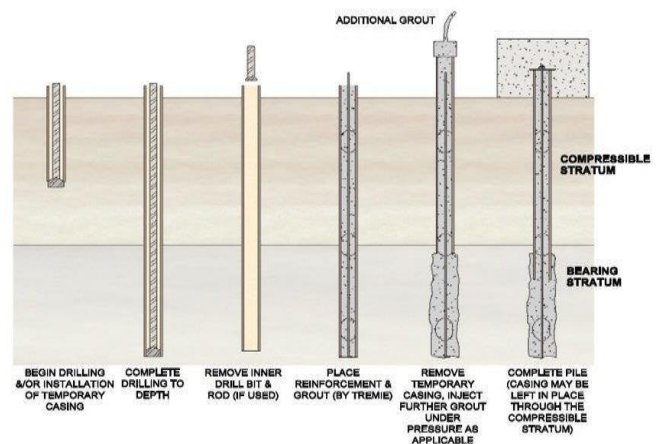 ADDITIONAL GROUT
COMPRESSIBLE
STRATUM
BEARING
STRATUM
BEGIN DRILLING
&/OR INSTALLATION
OF TEMPORARY
CASING
COMPLETE
DRILLING TO
DEPTH
REMOVE INNER
DRILL BIT &
ROD (IF USED)
PLACE
REINFORCEMENT &
GROUT (BY TREMIE)
REMOVE
TEMPORARY
CASING, INJECT
FURTHER GROUT
UNDER
PRESSURE AS
APPLICABLE
COMPLETE PILE
(CASING MAY BE
LEFT IN PLACE
THROUGH THE
COMPRESSIBLE
STRATUM)